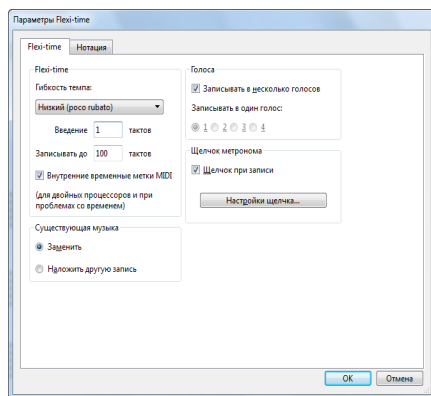 Параметры Flexi-time
Flexi-time
Нотация
Flexi-time
Гибкость темпа:
Низкий (poco rubato)
Введение 1 тактов
Записывать до 100 тактов
Внутренние временные метки MIDI
(для двойных процессоров и при
проблемах со временем)
Существующая музыка
Заменить
Наложить другую запись
Голоса
Записывать в несколько голосов
Записывать в один голос:
1 2 3 4
Щелчок метронома
Щелчок при записи
Настройки щелчка...
OK
Отмена